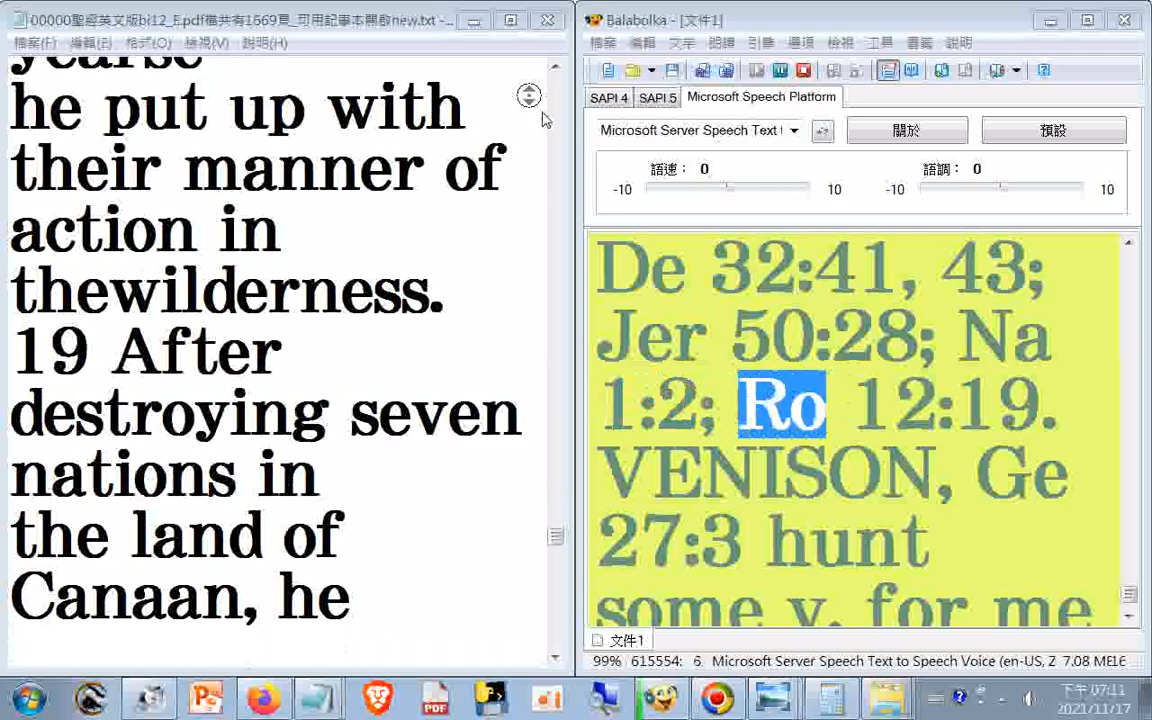 00000聖經英文版bi12_E.pdf檔共有1669頁_可用記事本開啟new.txt -...
檔案(F) 編輯(E) 格式(O) 檢視(V) 說明(H)
yearse
he put up with
their manner of
action in
thewilderness.
19 After
destroying seven
nations in
the land of
Canaan, he
Balabolka - [文件1]
檔案 編輯 文字 朗讀 引擎 選項 檢視 工具 書籤 說明
SAPI 4 SAPI 5 Microsoft Speech Platform
Microsoft Server Speech Text t 關於 預設
語速： 0 語調： 0
-10 10 -10 10
De 32:41, 43;
Jer 50:28; Na
1:2; Ro 12:19.
VENISON, Ge
27:3 hunt
some v. for me
文件1
99% 615554: 6. Microsoft Server Speech Text to Speech Voice (en-US, Z 7.08 ME16
PDF
下午 07:11
2021/11/17